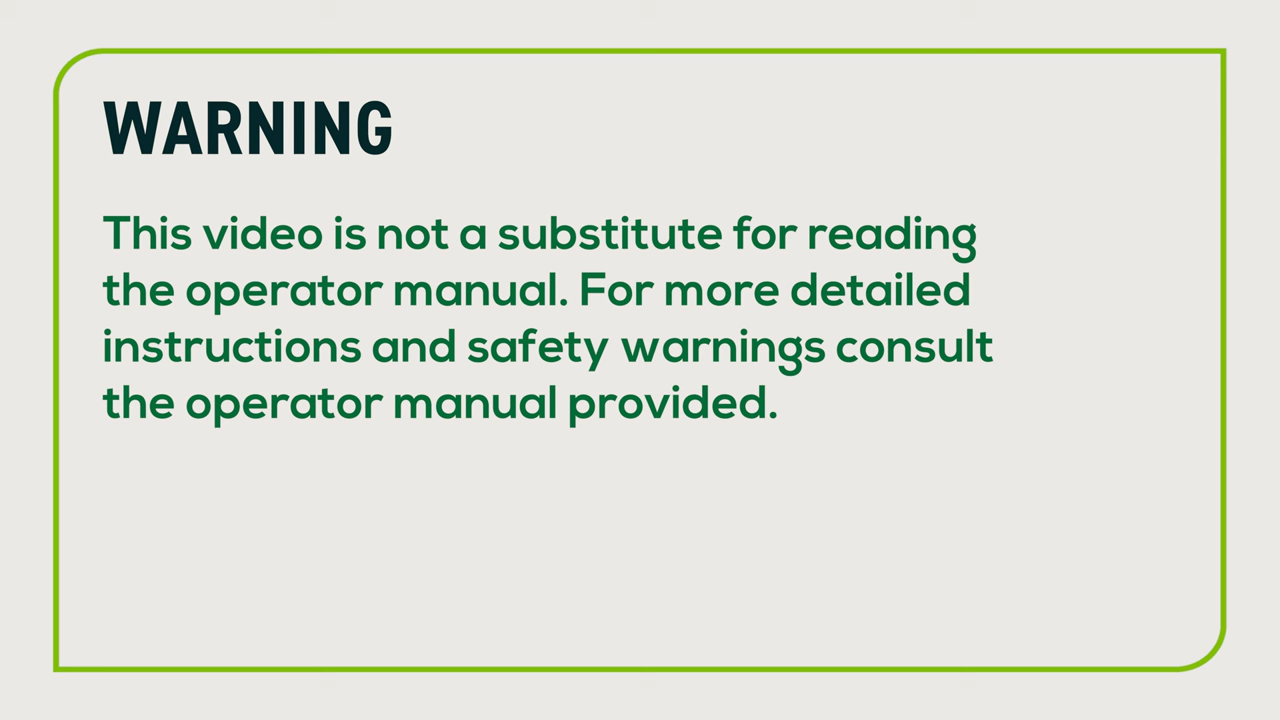 WARNING
This video is not a substitute for reading
the operator manual. For more detailed
instructions and safety warnings consult
the operator manual provided.